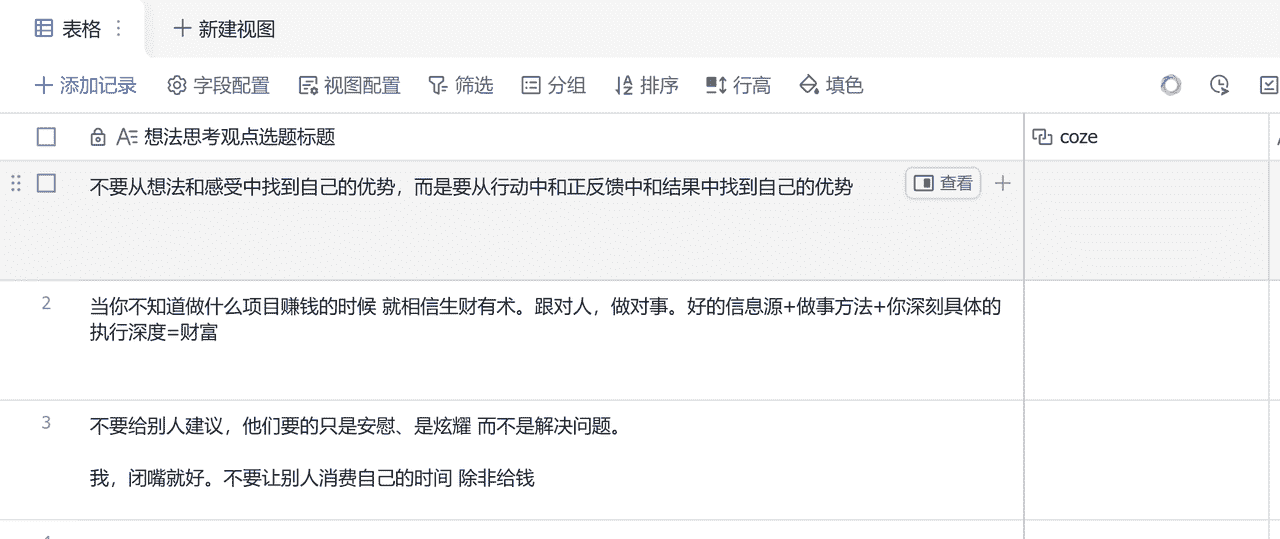 表格
新建视图
添加记录 字段配置 视图配置 筛选 分组 排序 行高 填色
想法思考观点选题标题 coze
不要从想法和感受中找到自己的优势，而是要从行动中和正反馈中和结果中找到自己的优势 查看
2 当你不知道做什么项目赚钱的时候 就相信生财有术。跟对人，做对事。好的信息源+做事方法+你深刻具体的
执行深度=财富
3 不要给别人建议，他们要的只是安慰、是炫耀 而不是解决问题。
我，闭嘴就好。不要让别人消费自己的时间 除非给钱